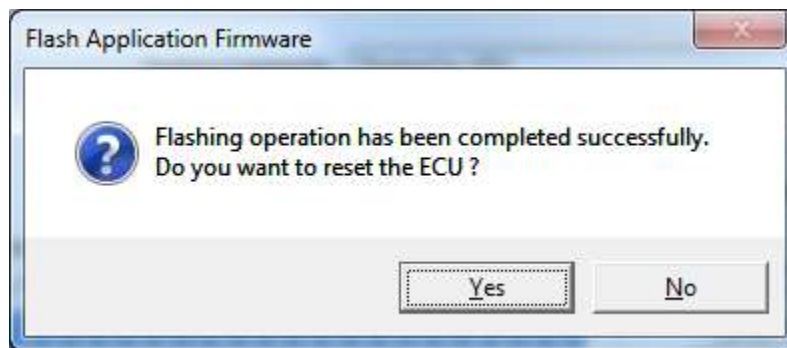 Flash Application Firmware
Flashing operation has been completed successfully.
Do you want to reset the ECU ?
Yes
No